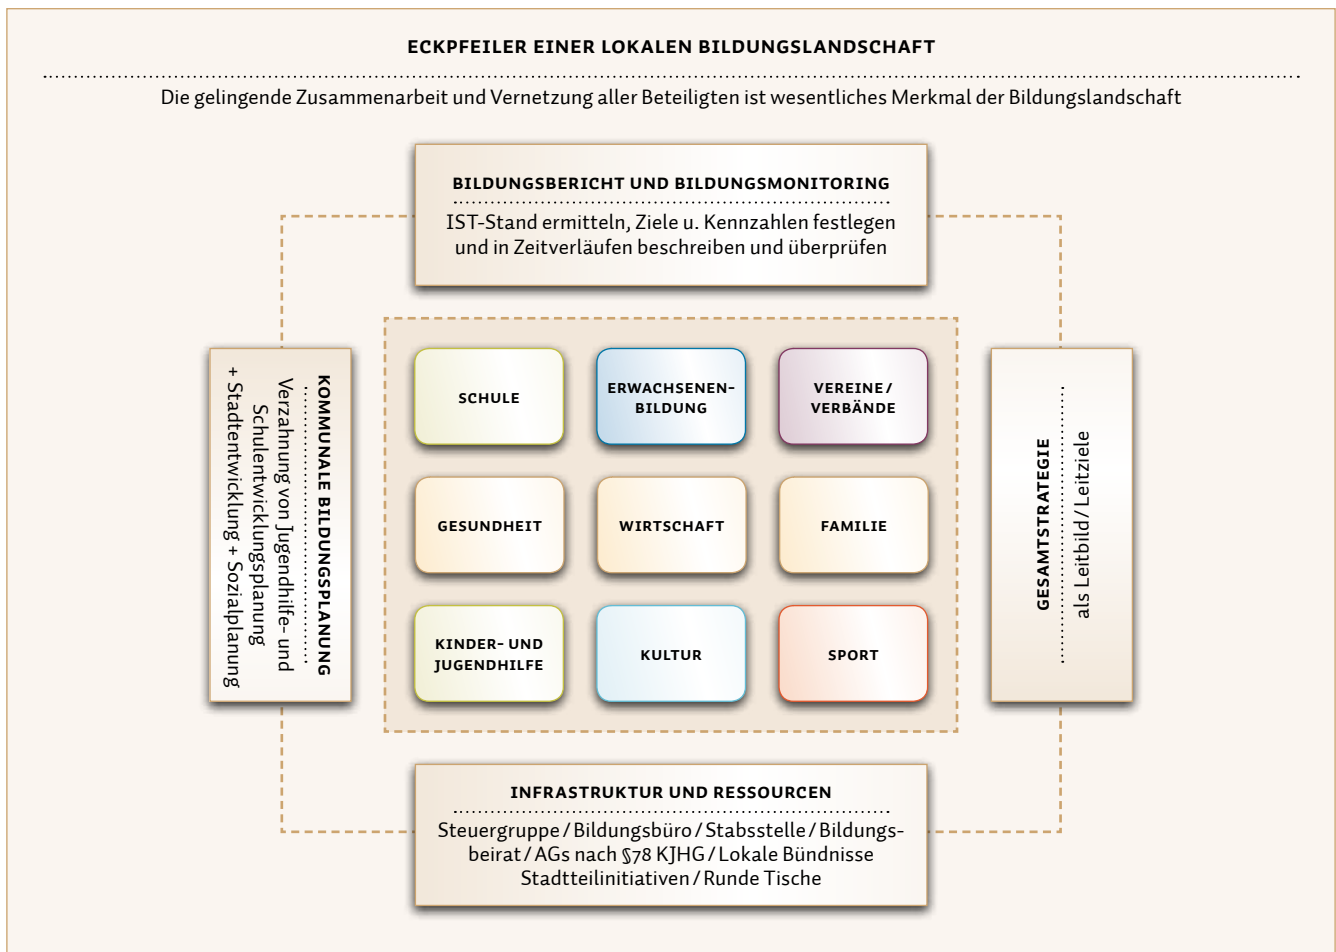 ECKPFEILER EINER LOKALEN BILDUNGSLANDSCHAFT
Die gelingende Zusammenarbeit und Vernetzung aller Beteiligten ist wesentliches Merkmal der Bildungslandschaft
BILDUNGSBERICHT UND BILDUNGSMONITORING
IST-Stand ermitteln, Ziele u. Kennzahlen festlegen
und in Zeitverläufen beschreiben und überprüfen
KOMMUNALE BILDUNGSPLANUNG
Verzahnung von Jugendhilfe- und
Schulentwicklungsplanung
+ Stadtentwicklung + Sozialplanung
SCHULE
ERWACHSENEN-
BILDUNG
VEREINE/
VERBÄNDE
GESUNDHEIT
WIRTSCHAFT
FAMILIE
KINDER- UND
JUGENDHILFE
KULTUR
SPORT
GESAMTSTRATEGIE
als Leitbild/Leitziele
INFRASTRUKTUR UND RESSOURCEN
Steuergruppe/Bildungsbüro/Stabsstelle/Bildungs-
beirat/AGs nach §78 KJHG/Lokale Bündnisse
Stadtteilinitiativen/Runde Tische